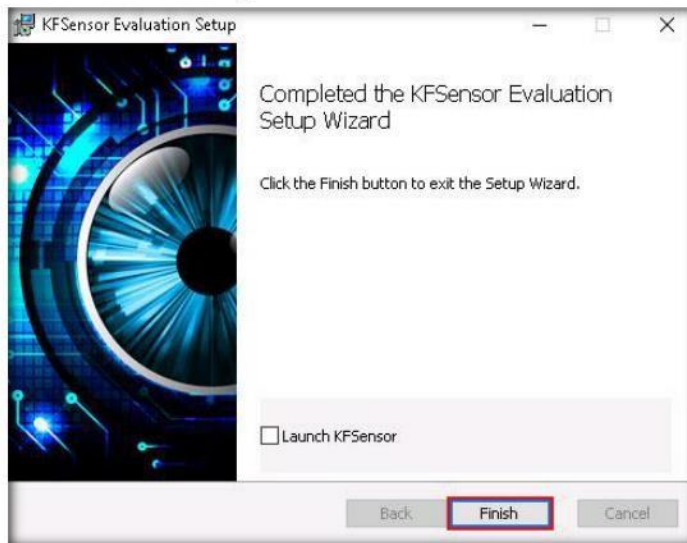 KFSensor Evaluation Setup
Completed the KFSensor Evaluation
Setup Wizard
Click the Finish button to exit the Setup Wizard.
Launch KFSensor
Back Finish Cancel